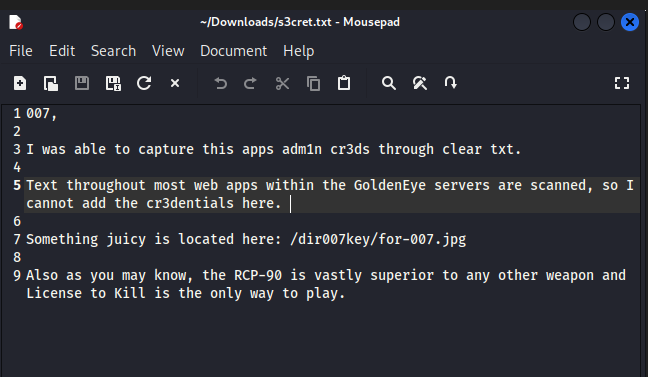 ~/Downloads/s3cret.txt - Mousepad
File Edit Search View Document Help
1 007,
2
3 I was able to capture this apps adm1n cr3ds through clear txt.
4
5 Text throughout most web apps within the GoldenEye servers are scanned, so I
cannot add the cr3dentials here.
6
7 Something juicy is located here: /dir007key/for-007.jpg
8
9 Also as you may know, the RCP-90 is vastly superior to any other weapon and
License to Kill is the only way to play.